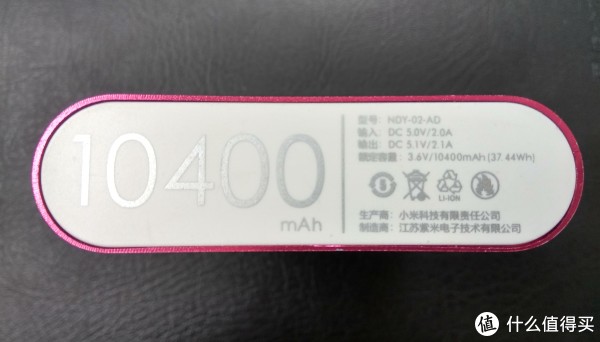 10400
mAh
型号: NDY-02-AD
输入: DC 5.0V/2.0A
输出: DC 5.1V/2.1A
额定容量: 3.6V/10400mAh (37.44Wh)
LI-ION
生产商: 小米科技有限责任公司
制造商: 江苏紫米电子技术有限公司
值 什么值得买